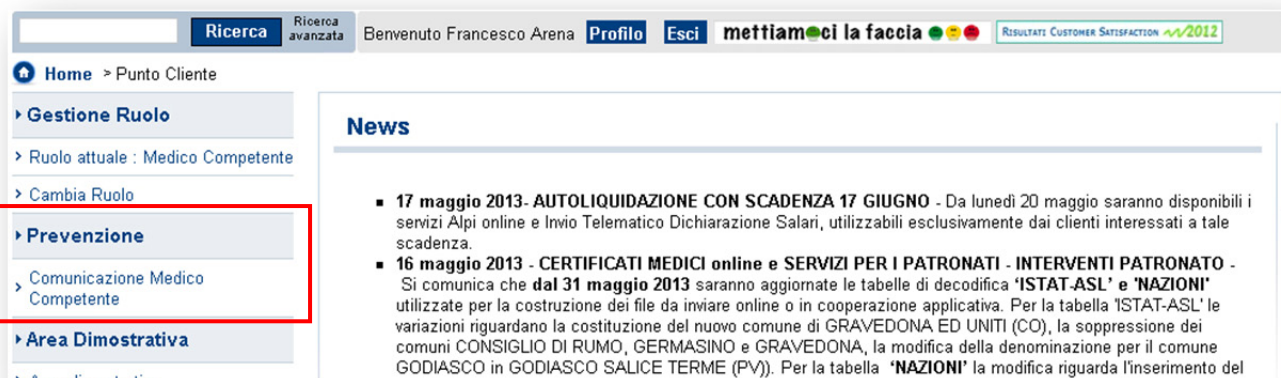 Ricerca Ricerca avanzata Benvenuto Francesco Arena Profilo Esci mettiamoci la faccia RISULTATI CUSTOMER SATISFACTION 2012
Home > Punto Cliente
Gestione Ruolo
Ruolo attuale : Medico Competente
Cambia Ruolo
Prevenzione
Comunicazione Medico
Competente
Area Dimostrativa
News
17 maggio 2013- AUTOLIQUIDAZIONE CON SCADENZA 17 GIUGNO - Da lunedì 20 maggio saranno disponibili i
servizi Alpi online e Invio Telematico Dichiarazione Salari, utilizzabili esclusivamente dai clienti interessati a tale
scadenza.
16 maggio 2013 - CERTIFICATI MEDICI online e SERVIZI PER I PATRONATI - INTERVENTI PATRONATO -
Si comunica che dal 31 maggio 2013 saranno aggiornate le tabelle di decodifica 'ISTAT-ASL' e 'NAZIONI'
utilizzate per la costruzione dei file da inviare online o in cooperazione applicativa. Per la tabella 'ISTAT-ASL' le
variazioni riguardano la costituzione del nuovo comune di GRAVEDONA ED UNITI (CO), la soppressione dei
comuni CONSIGLIO DI RUMO, GERMASINO e GRAVEDONA, la modifica della denominazione per il comune
GODIASCO in GODIASCO SALICE TERME (PV)). Per la tabella 'NAZIONI' la modifica riguarda l'inserimento del